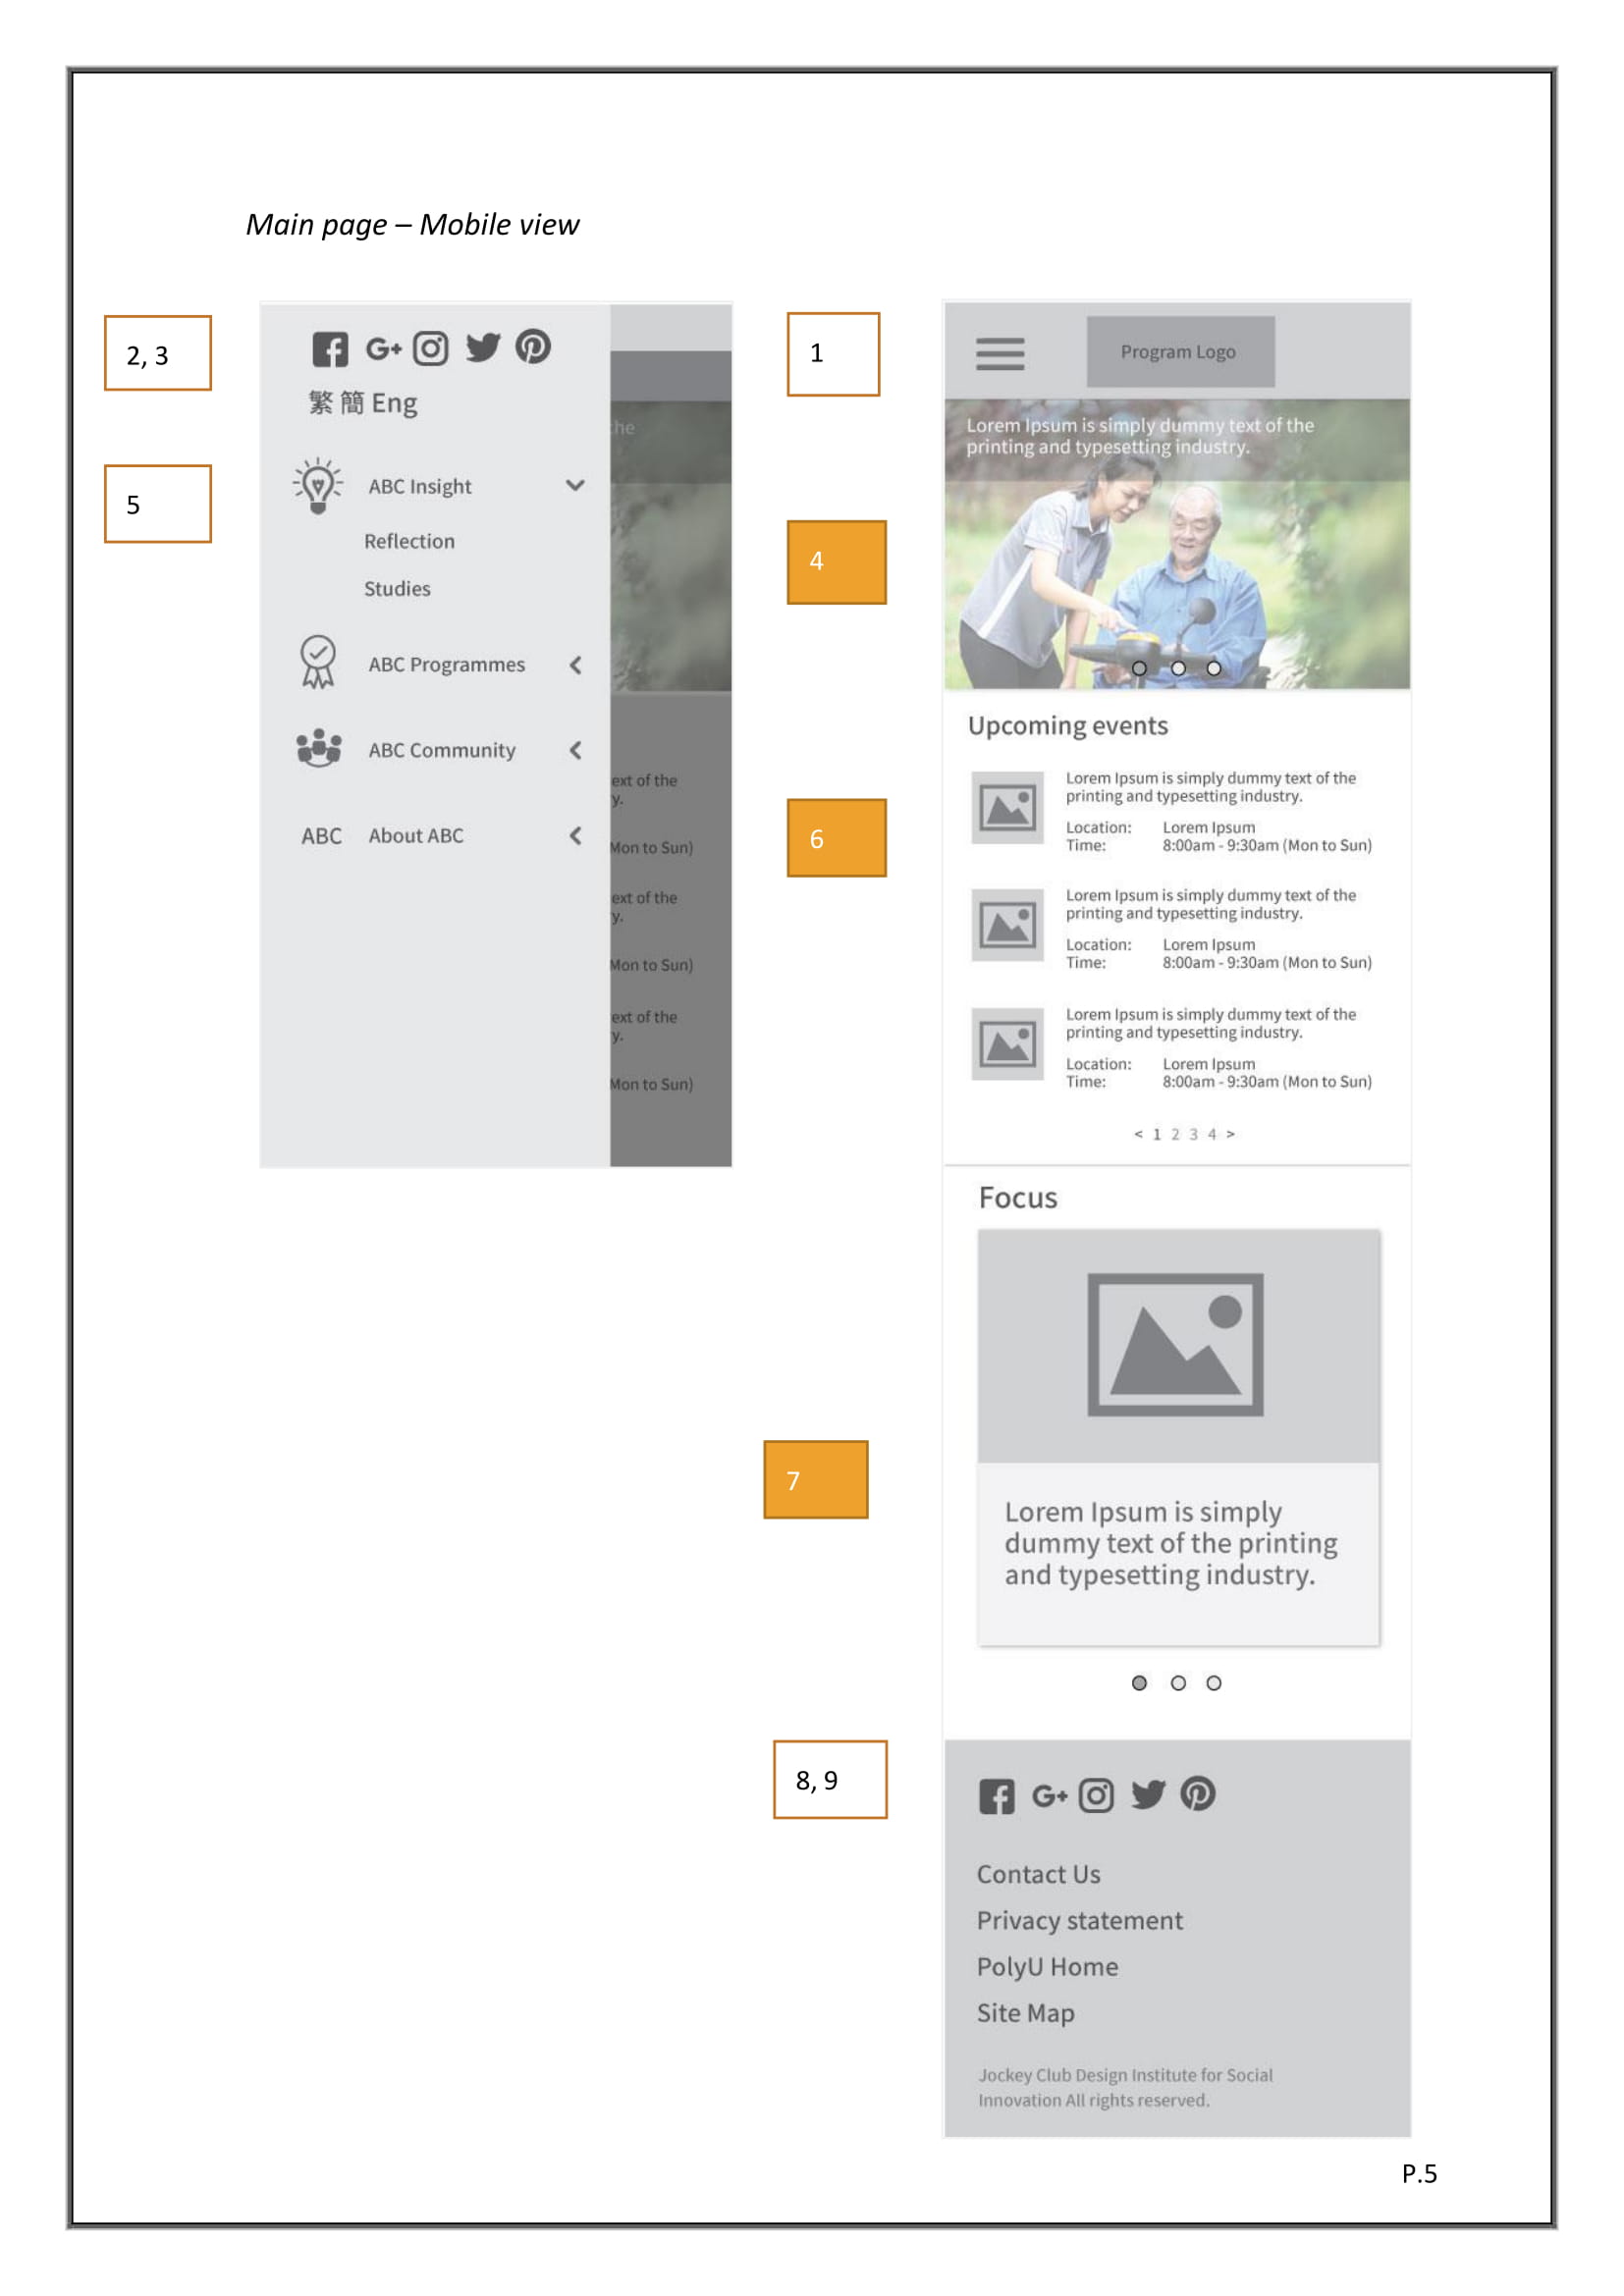 Main page – Mobile view
2, 3
繁 簡 Eng
5
ABC Insight
Reflection
Studies
ABC Programmes
ABC Community
ABC About ABC
the
ext of the
y.
Mon to Sun)
ext of the
y.
Mon to Sun)
ext of the
y.
Mon to Sun)
1
Program Logo
Lorem Ipsum is simply dummy text of the
printing and typesetting industry.
4
Upcoming events
6
Lorem Ipsum is simply dummy text of the
printing and typesetting industry.
Location: Lorem Ipsum
Time: 8:00am - 9:30am (Mon to Sun)
Lorem Ipsum is simply dummy text of the
printing and typesetting industry.
Location: Lorem Ipsum
Time: 8:00am - 9:30am (Mon to Sun)
Lorem Ipsum is simply dummy text of the
printing and typesetting industry.
Location: Lorem Ipsum
Time: 8:00am - 9:30am (Mon to Sun)
< 1 2 3 4 >
Focus
7
Lorem Ipsum is simply
dummy text of the printing
and typesetting industry.
8, 9
G+
Contact Us
Privacy statement
PolyU Home
Site Map
Jockey Club Design Institute for Social
Innovation All rights reserved.
P.5